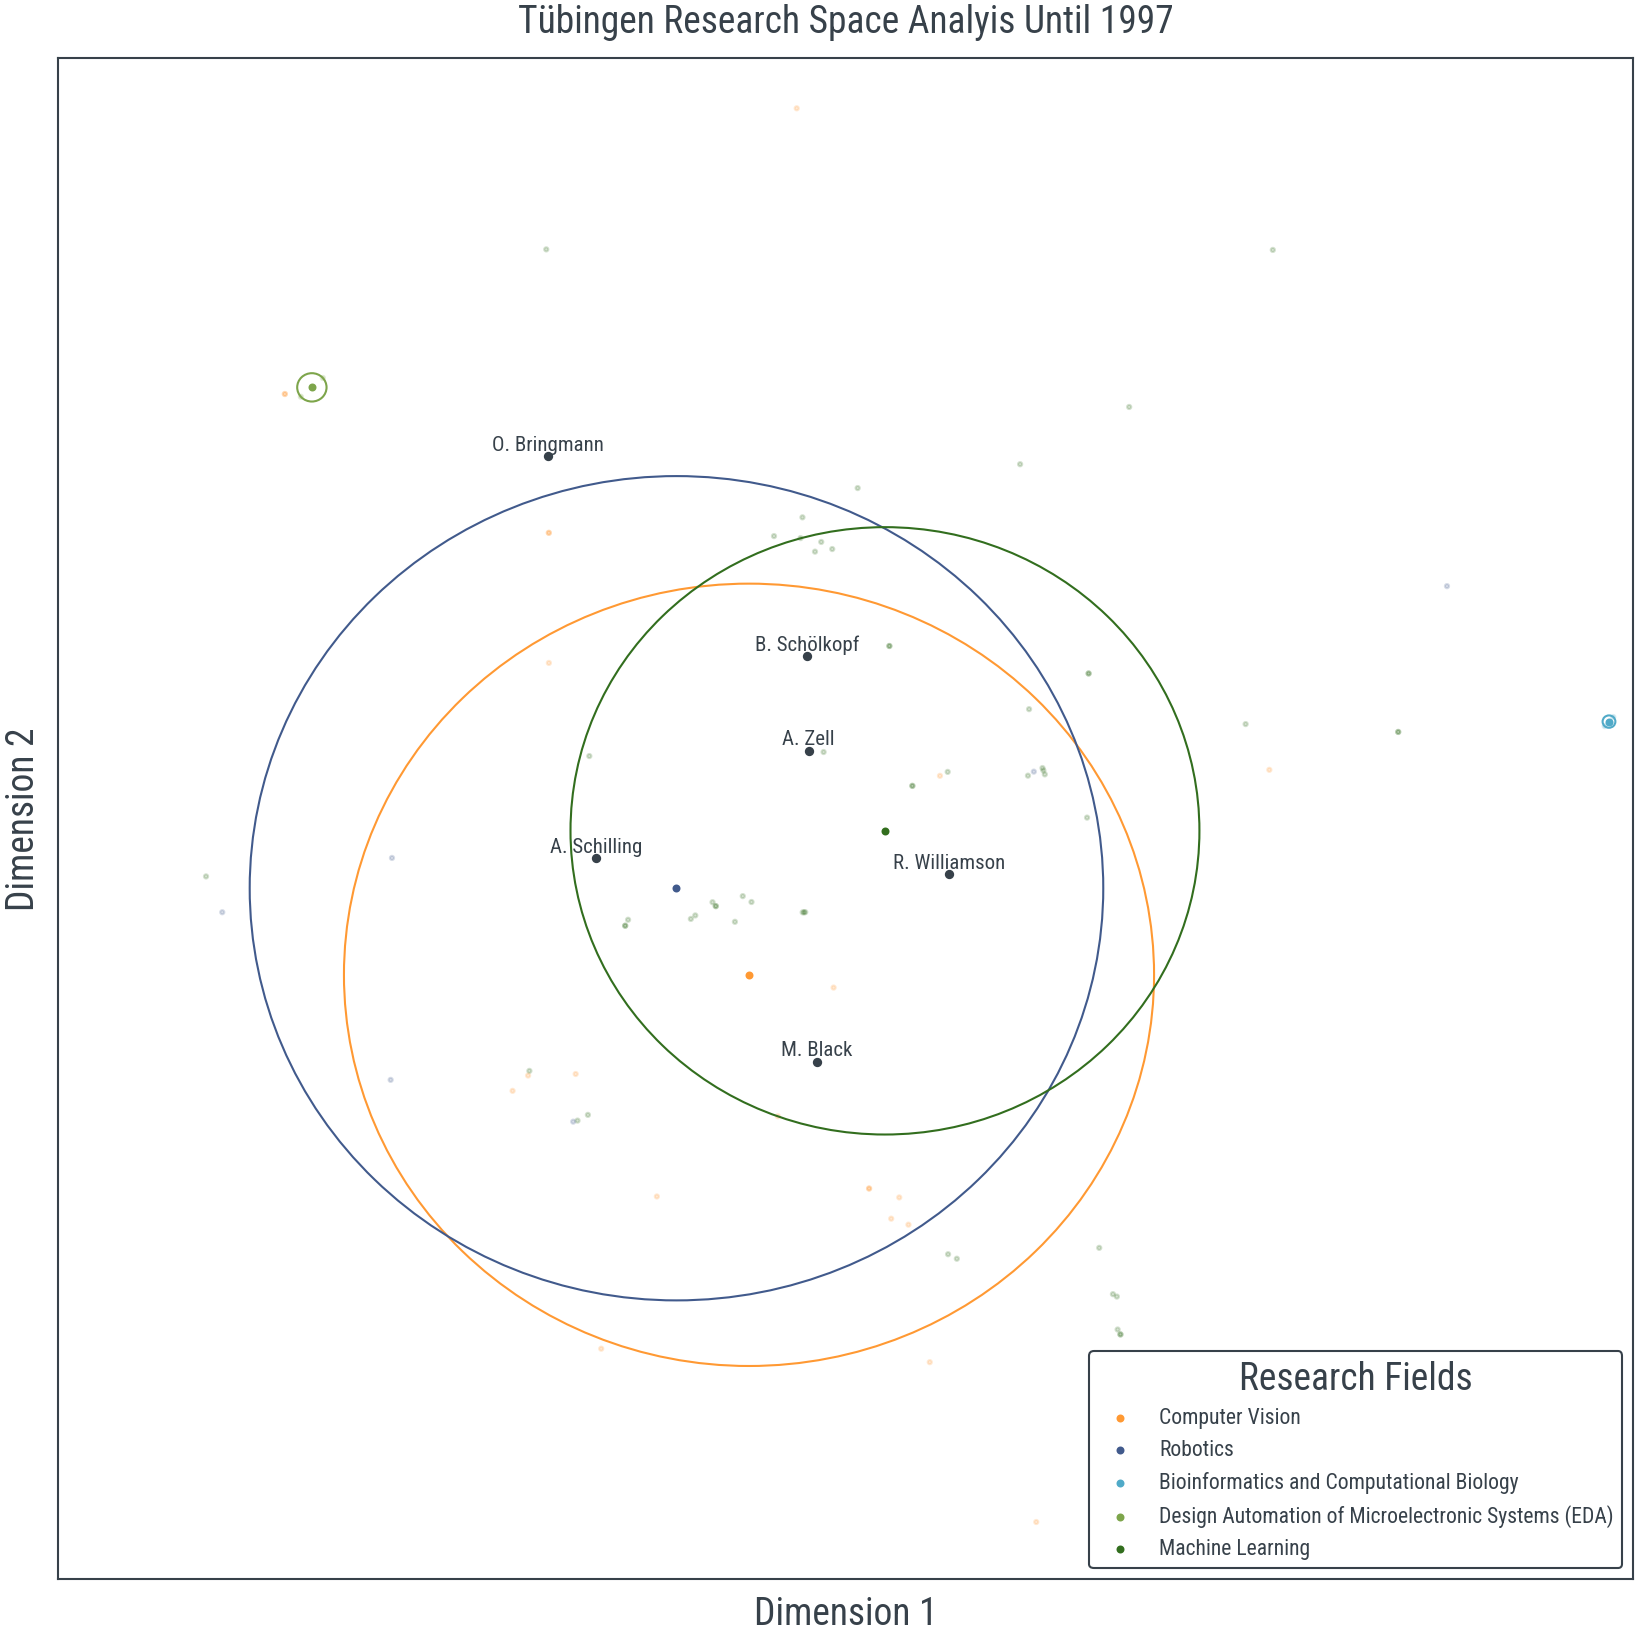 Tübingen Research Space Analyis Until 1997
O. Bringmann
B. Schölkopf
A. Zell
A. Schilling
R. Williamson
M. Black
Dimension 2
Research Fields
Computer Vision
Robotics
Bioinformatics and Computational Biology
Design Automation of Microelectronic Systems (EDA)
Machine Learning
Dimension 1